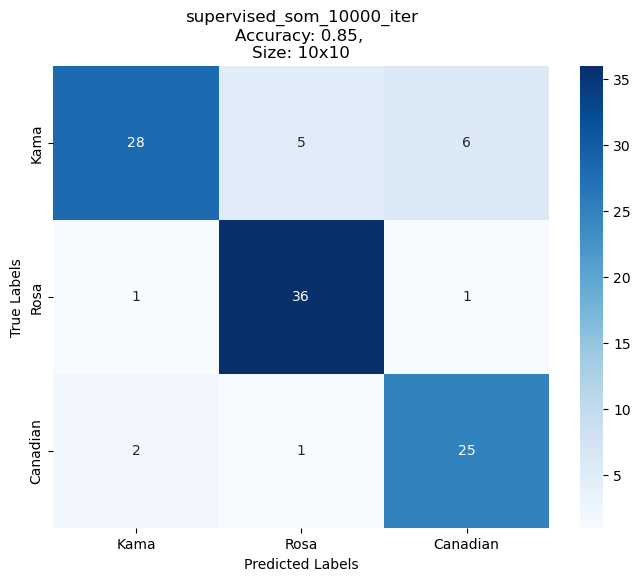 supervised_som_10000_iter
Accuracy: 0.85,
Size: 10x10
True Labels
Kama
28 5 6
Rosa
1 36 1
Canadian
2 1 25
Kama Rosa Canadian
Predicted Labels
35
30
25
20
15
10
5